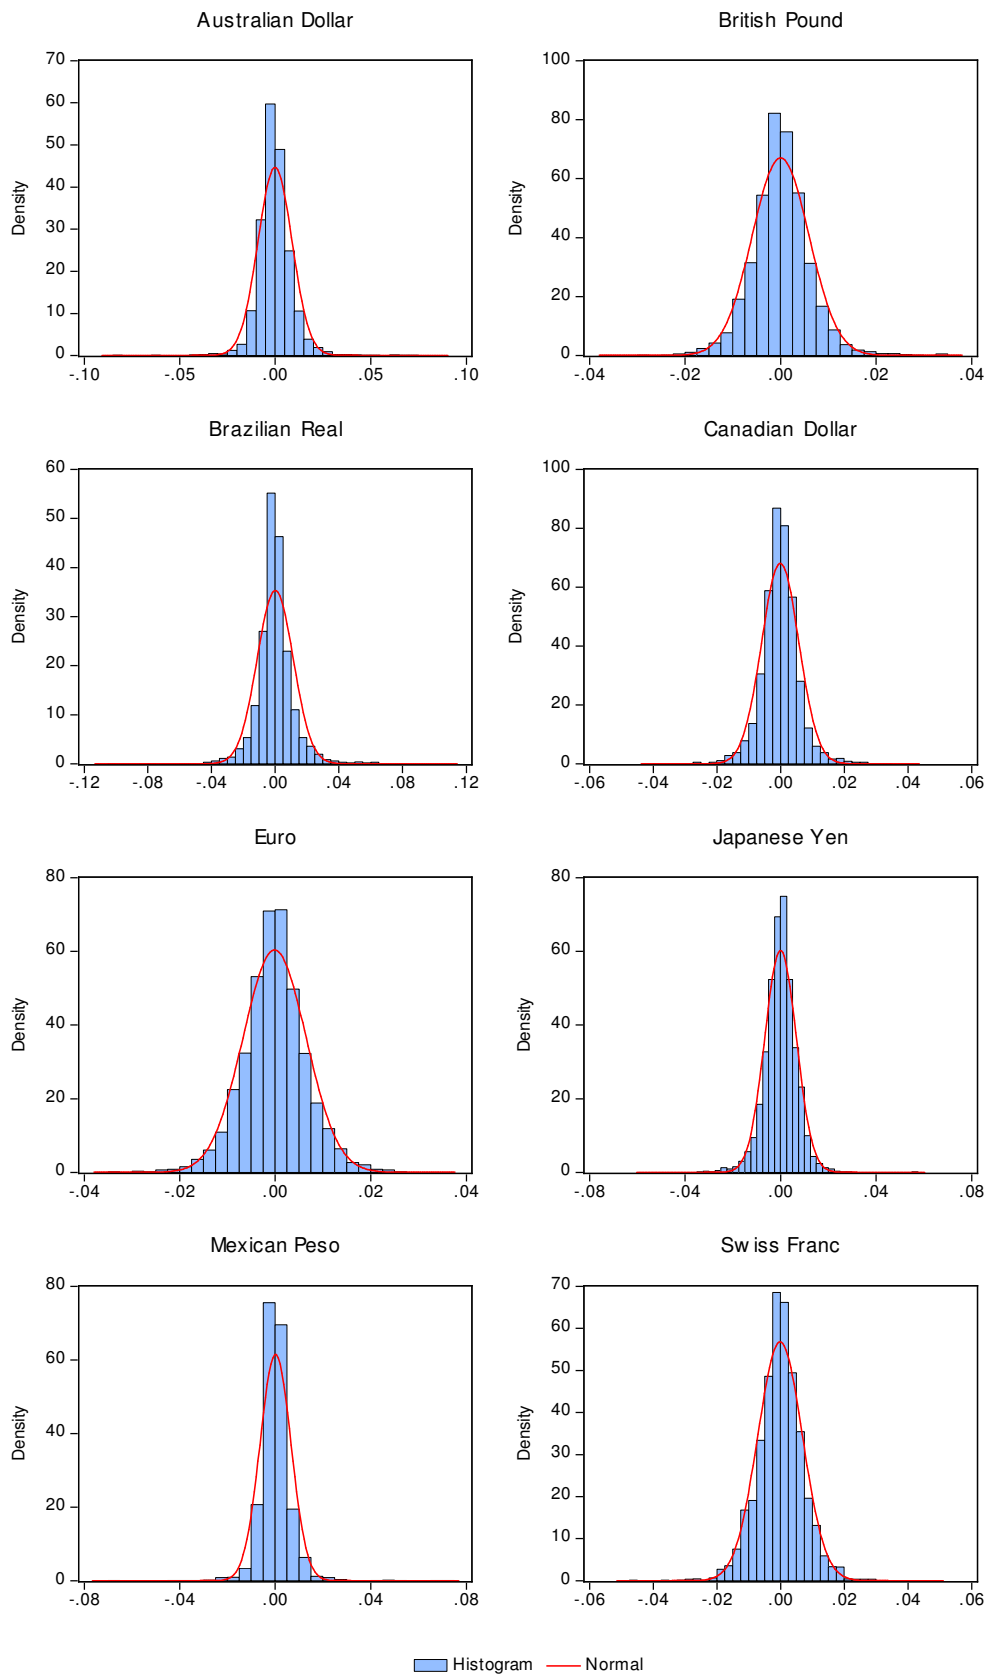 Australian Dollar
British Pound
70
60
50
40
30
20
10
0
Density
-.10 -.05 .00 .05 .10
100
80
60
40
20
0
Density
-.04 -.02 .00 .02 .04
Brazilian Real
Canadian Dollar
60
50
40
30
20
10
0
Density
-.12 -.08 -.04 .00 .04 .08 .12
100
80
60
40
20
0
Density
-.06 -.04 -.02 .00 .02 .04 .06
Euro
Japanese Yen
80
60
40
20
0
Density
-.04 -.02 .00 .02 .04
80
60
40
20
0
Density
-.08 -.04 .00 .04 .08
Mexican Peso
Swiss Franc
80
60
40
20
0
Density
-.08 -.04 .00 .04 .08
70
60
50
40
30
20
10
0
Density
-.06 -.04 -.02 .00 .02 .04 .06
Histogram Normal